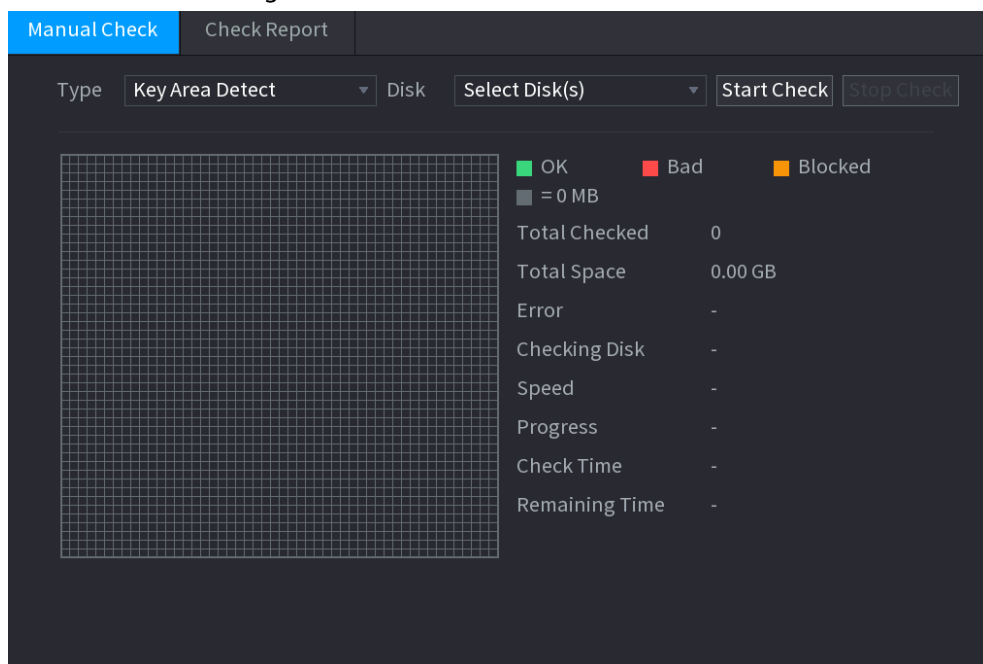 Manual Check Check Report
Type Key Area Detect Disk Select Disk(s) Start Check Stop Check
OK Bad Blocked
= 0 MB
Total Checked 0
Total Space 0.00 GB
Error -
Checking Disk -
Speed -
Progress -
Check Time -
Remaining Time -